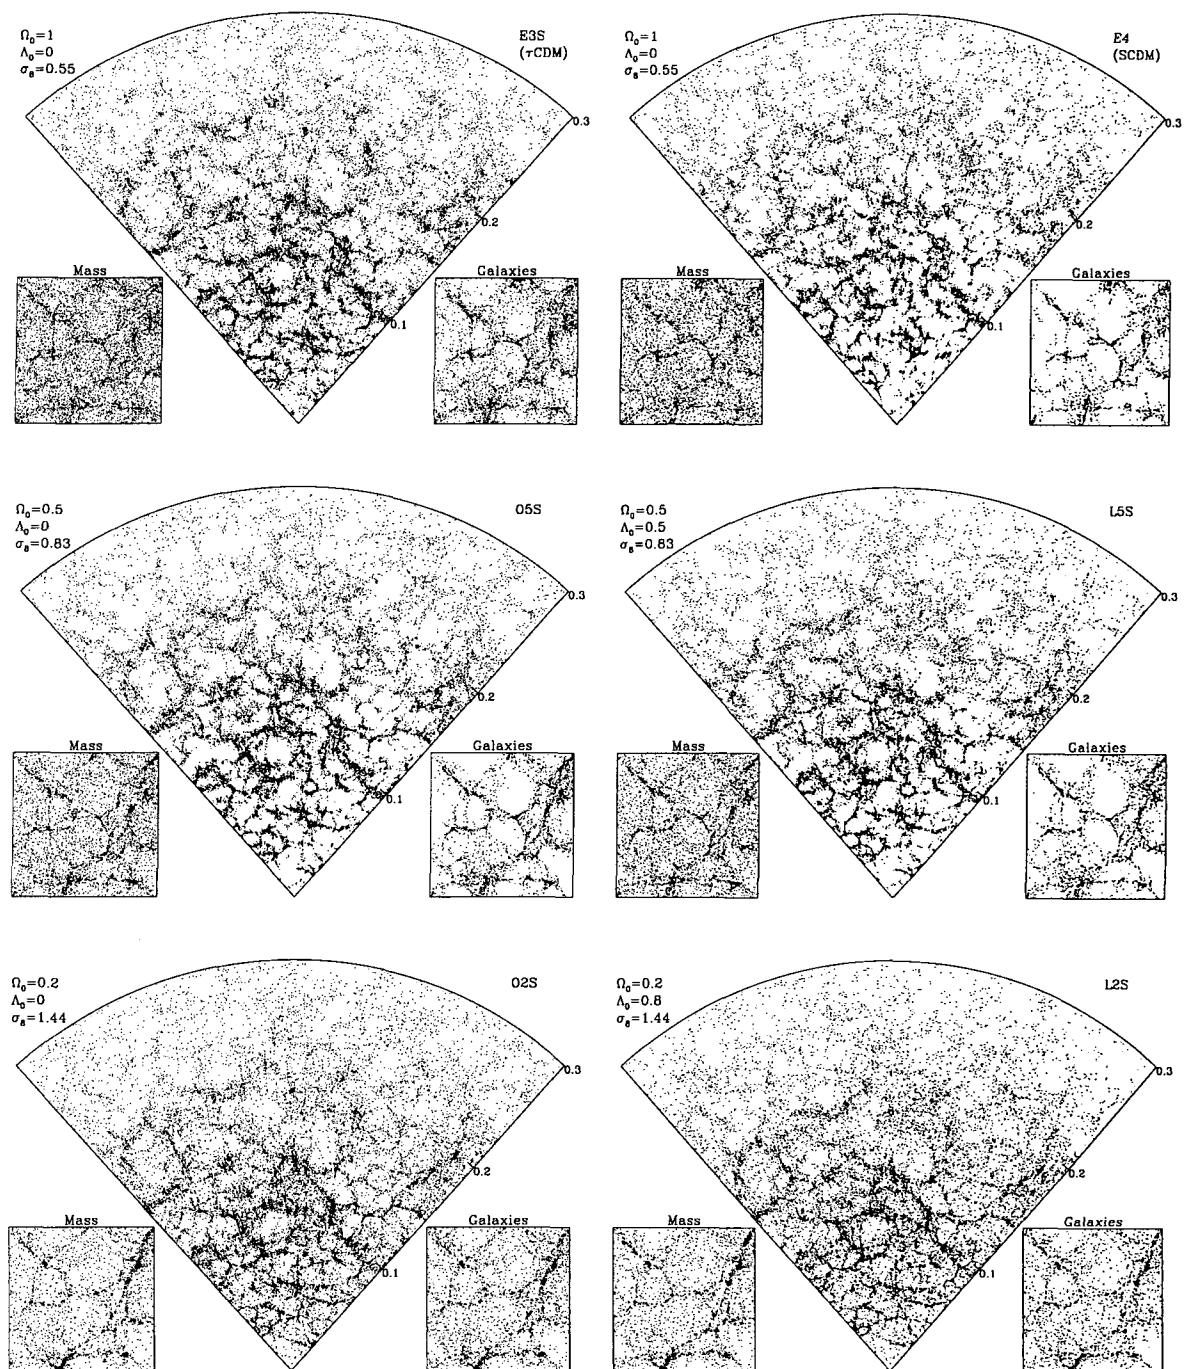 Ω₀=1
Λ₀=0
σ₈=0.55
E3S
(τCDM)
0.3
0.2
0.1
Mass
Galaxies
Ω₀=1
Λ₀=0
σ₈=0.55
E4
(SCDM)
0.3
0.2
0.1
Mass
Galaxies
Ω₀=0.5
Λ₀=0
σ₈=0.83
O5S
0.3
0.2
0.1
Mass
Galaxies
Ω₀=0.5
Λ₀=0.5
σ₈=0.83
L5S
0.3
0.2
0.1
Mass
Galaxies
Ω₀=0.2
Λ₀=0
σ₈=1.44
O2S
0.3
0.2
0.1
Mass
Galaxies
Ω₀=0.2
Λ₀=0.8
σ₈=1.44
L2S
0.3
0.2
0.1
Mass
Galaxies